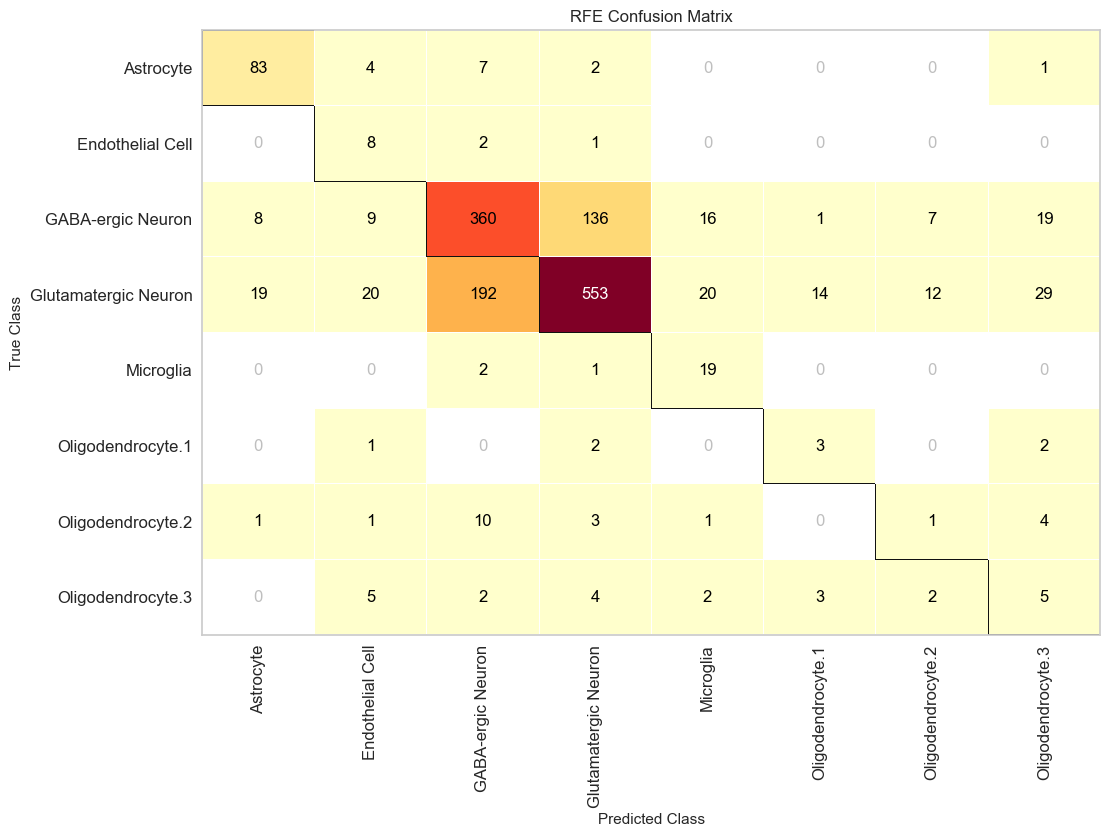 RFE Confusion Matrix
Astrocyte 83 4 7 2 0 0 0 1
Endothelial Cell 0 8 2 1 0 0 0 0
GABA-ergic Neuron 8 9 360 136 16 1 7 19
Glutamatergic Neuron 19 20 192 553 20 14 12 29
Microglia 0 0 2 1 19 0 0 0
Oligodendrocyte.1 0 1 0 2 0 3 0 2
Oligodendrocyte.2 1 1 10 3 1 0 1 4
Oligodendrocyte.3 0 5 2 4 2 3 2 5
True Class
Astrocyte
Endothelial Cell
GABA-ergic Neuron
Glutamatergic Neuron
Microglia
Oligodendrocyte.1
Oligodendrocyte.2
Oligodendrocyte.3
Predicted Class